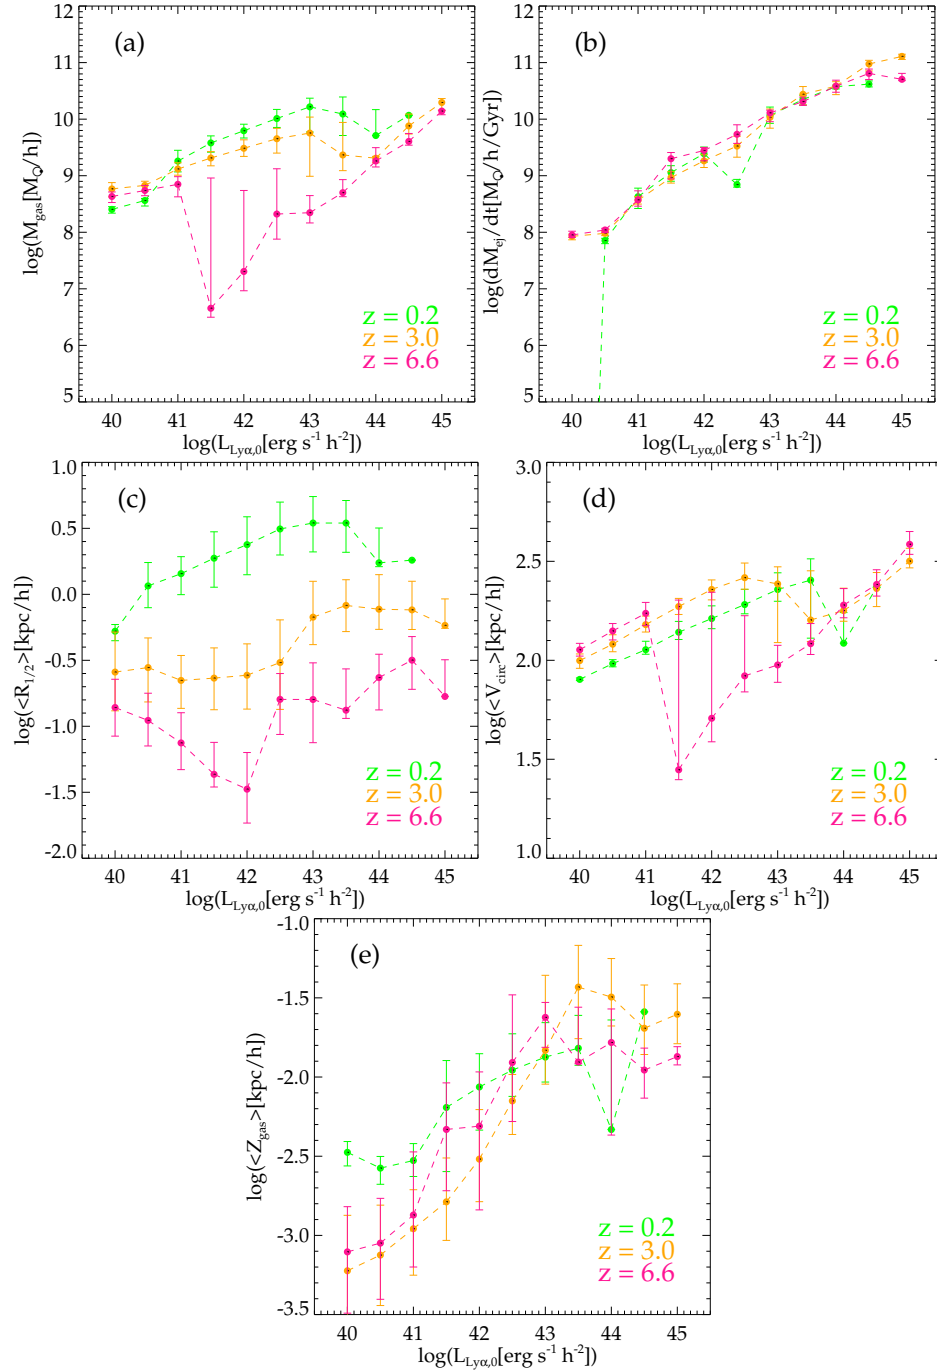 (a)
12
11
10
9
8
7
6
5
log(M_gas[M_☉/h])
z = 0.2
z = 3.0
z = 6.6
40 41 42 43 44 45
log(L_Lyα,0[erg s⁻¹ h⁻²])
(b)
12
11
10
9
8
7
6
5
log(dM_ej/dt[M_☉/h/Gyr])
z = 0.2
z = 3.0
z = 6.6
40 41 42 43 44 45
log(L_Lyα,0[erg s⁻¹ h⁻²])
(c)
1.0
0.5
0.0
-0.5
-1.0
-1.5
-2.0
log(<R_1/2>[kpc/h])
z = 0.2
z = 3.0
z = 6.6
40 41 42 43 44 45
log(L_Lyα,0[erg s⁻¹ h⁻²])
(d)
3.0
2.5
2.0
1.5
1.0
log(<V_circ>[kpc/h])
z = 0.2
z = 3.0
z = 6.6
40 41 42 43 44 45
log(L_Lyα,0[erg s⁻¹ h⁻²])
(e)
-1.0
-1.5
-2.0
-2.5
-3.0
-3.5
log(<Z_gas>[kpc/h])
z = 0.2
z = 3.0
z = 6.6
40 41 42 43 44 45
log(L_Lyα,0[erg s⁻¹ h⁻²])